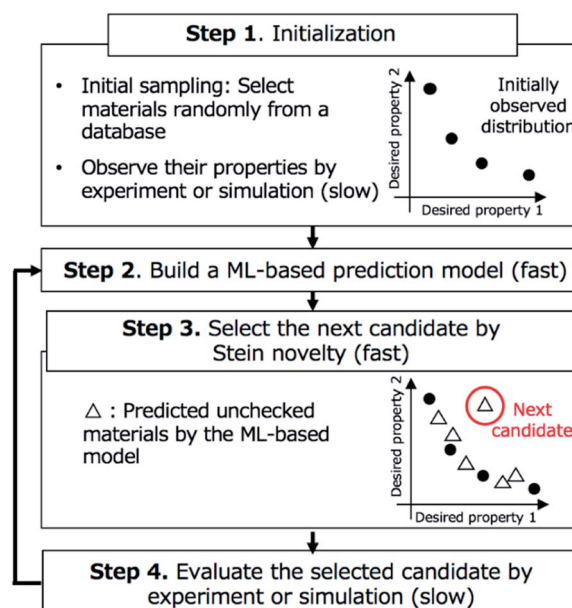 Step 1. Initialization
• Initial sampling: Select
materials randomly from a
database
• Observe their properties by
experiment or simulation (slow)
Desired property 2
Initially
observed
distribution
Desired property 1
Step 2. Build a ML-based prediction model (fast)
Step 3. Select the next candidate by
Stein novelty (fast)
△ : Predicted unchecked
materials by the ML-based
model
Desired property 2
Next
candidate
Desired property 1
Step 4. Evaluate the selected candidate by
experiment or simulation (slow)